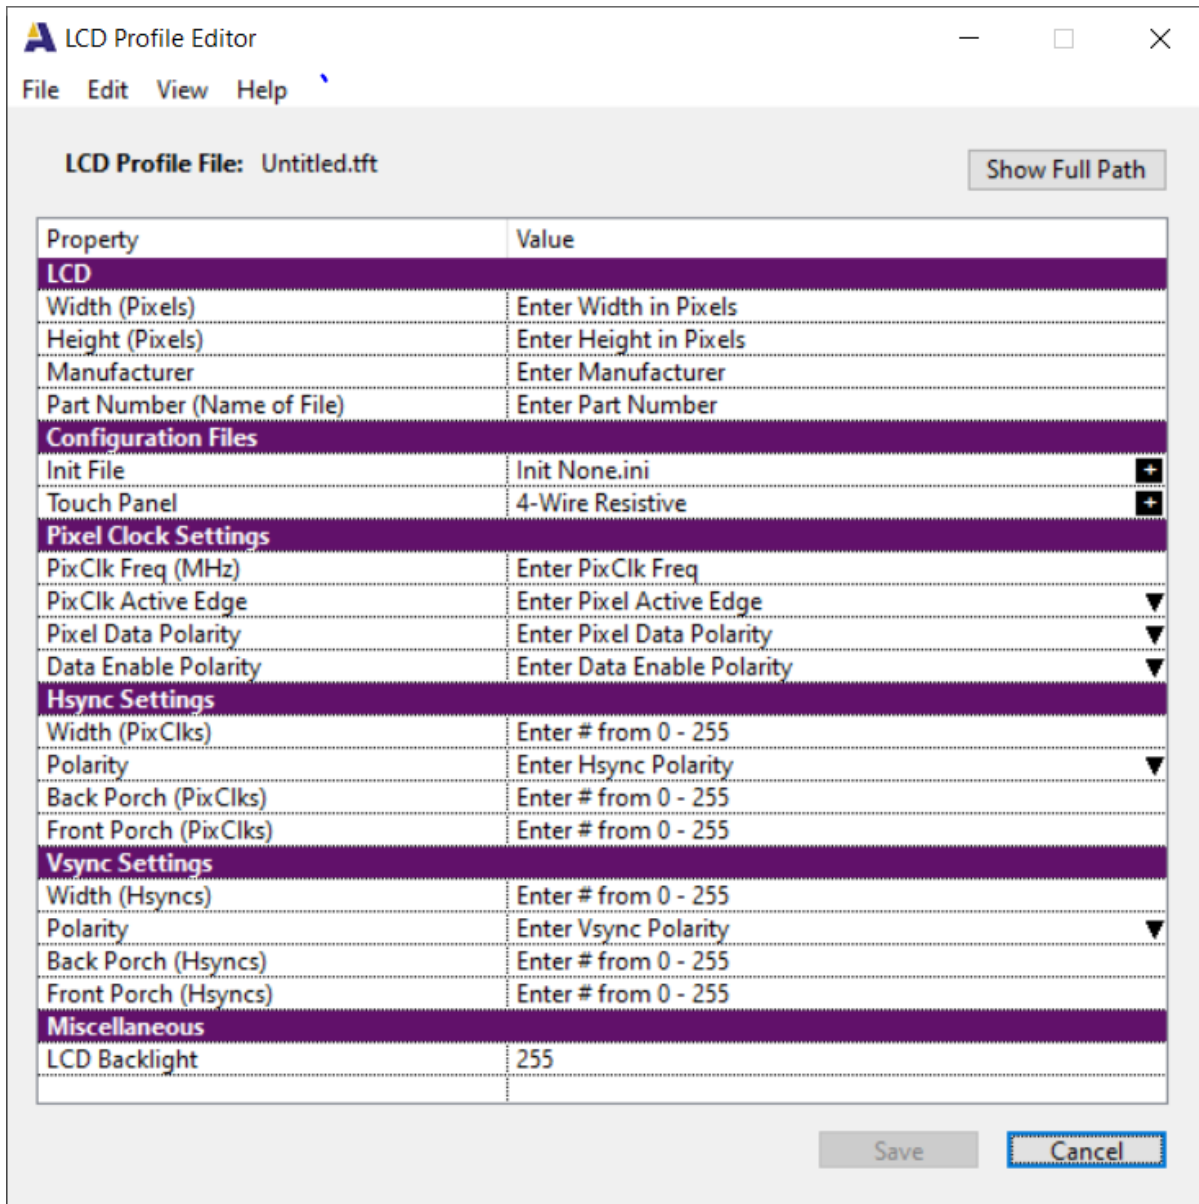 LCD Profile Editor
File Edit View Help
LCD Profile File: Untitled.tft
Show Full Path
Property Value
LCD
Width (Pixels) Enter Width in Pixels
Height (Pixels) Enter Height in Pixels
Manufacturer Enter Manufacturer
Part Number (Name of File) Enter Part Number
Configuration Files
Init File Init None.ini
Touch Panel 4-Wire Resistive
Pixel Clock Settings
PixClk Freq (MHz) Enter PixClk Freq
PixClk Active Edge Enter Pixel Active Edge
Pixel Data Polarity Enter Pixel Data Polarity
Data Enable Polarity Enter Data Enable Polarity
Hsync Settings
Width (PixClks) Enter # from 0 - 255
Polarity Enter Hsync Polarity
Back Porch (PixClks) Enter # from 0 - 255
Front Porch (PixClks) Enter # from 0 - 255
Vsync Settings
Width (Hsyncs) Enter # from 0 - 255
Polarity Enter Vsync Polarity
Back Porch (Hsyncs) Enter # from 0 - 255
Front Porch (Hsyncs) Enter # from 0 - 255
Miscellaneous
LCD Backlight 255
Save Cancel